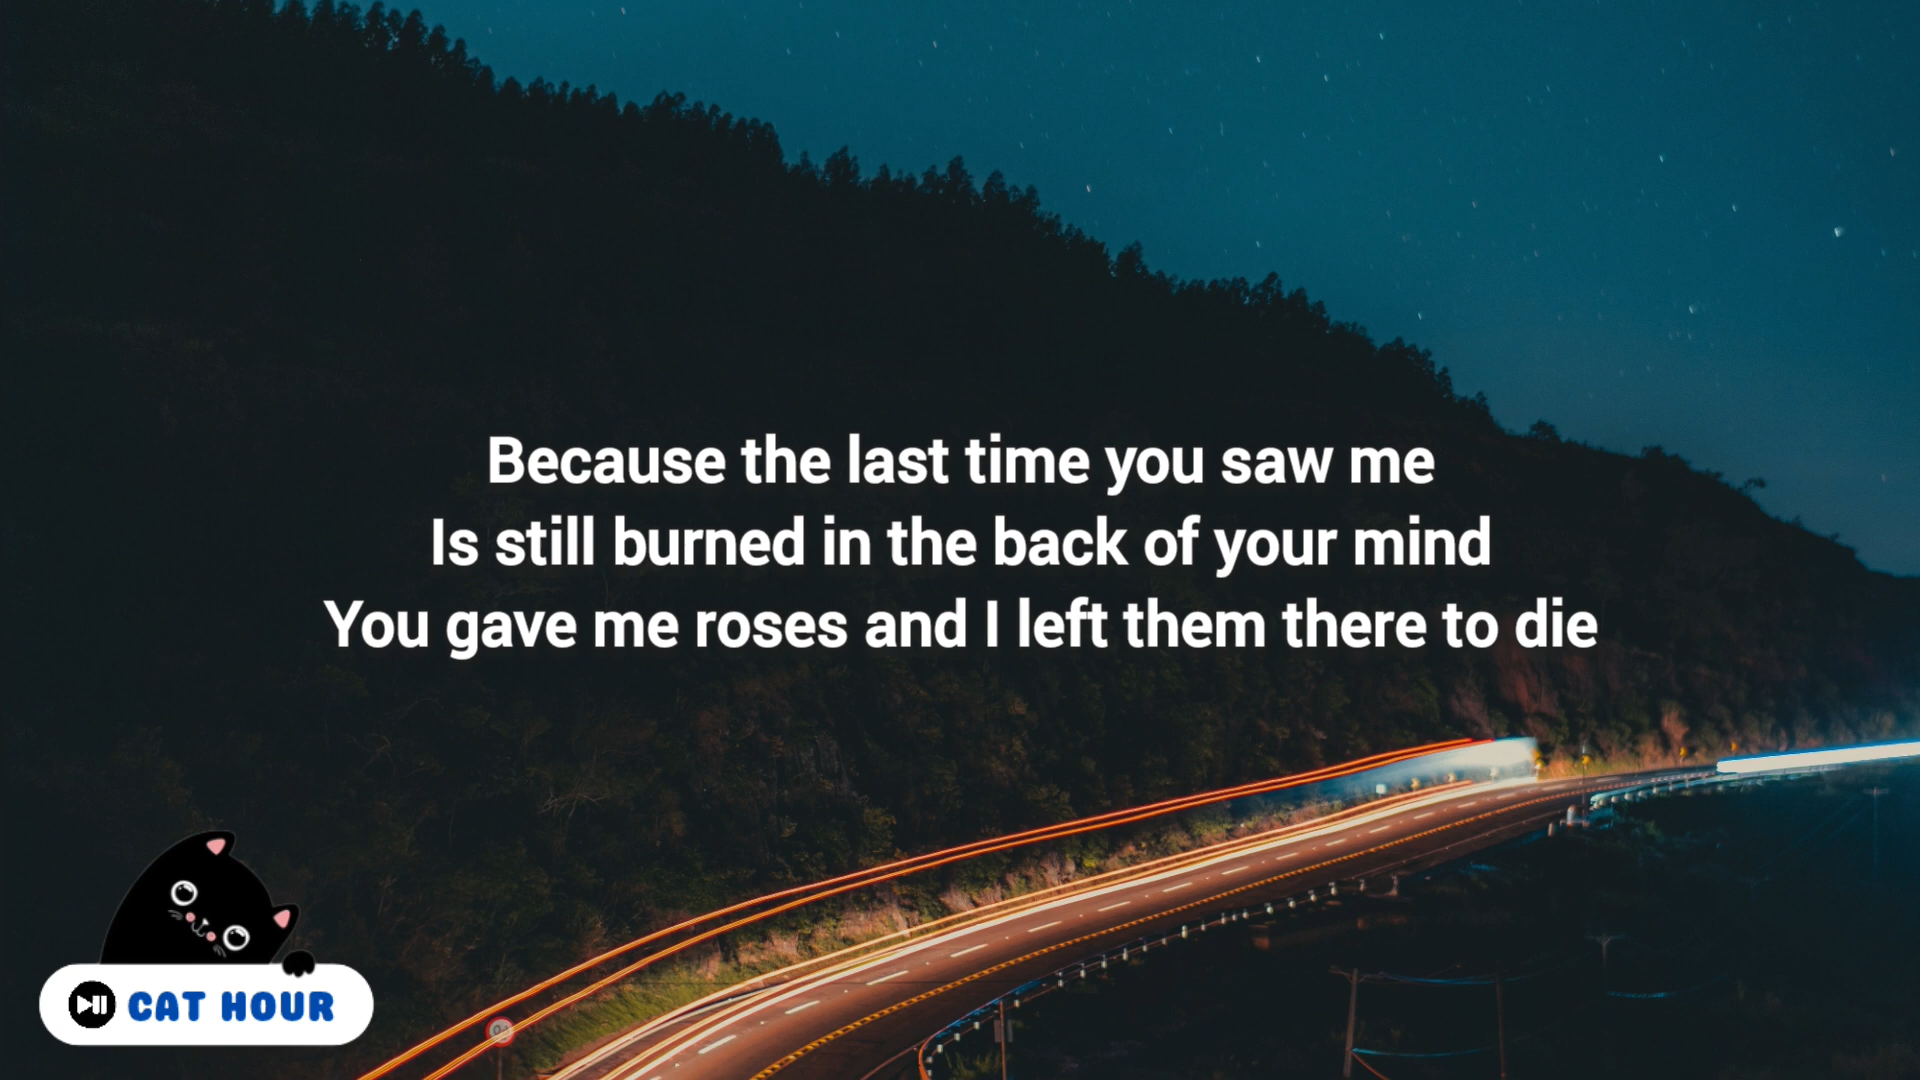 Because the last time you saw me
Is still burned in the back of your mind
You gave me roses and I left them there to die
CAT HOUR